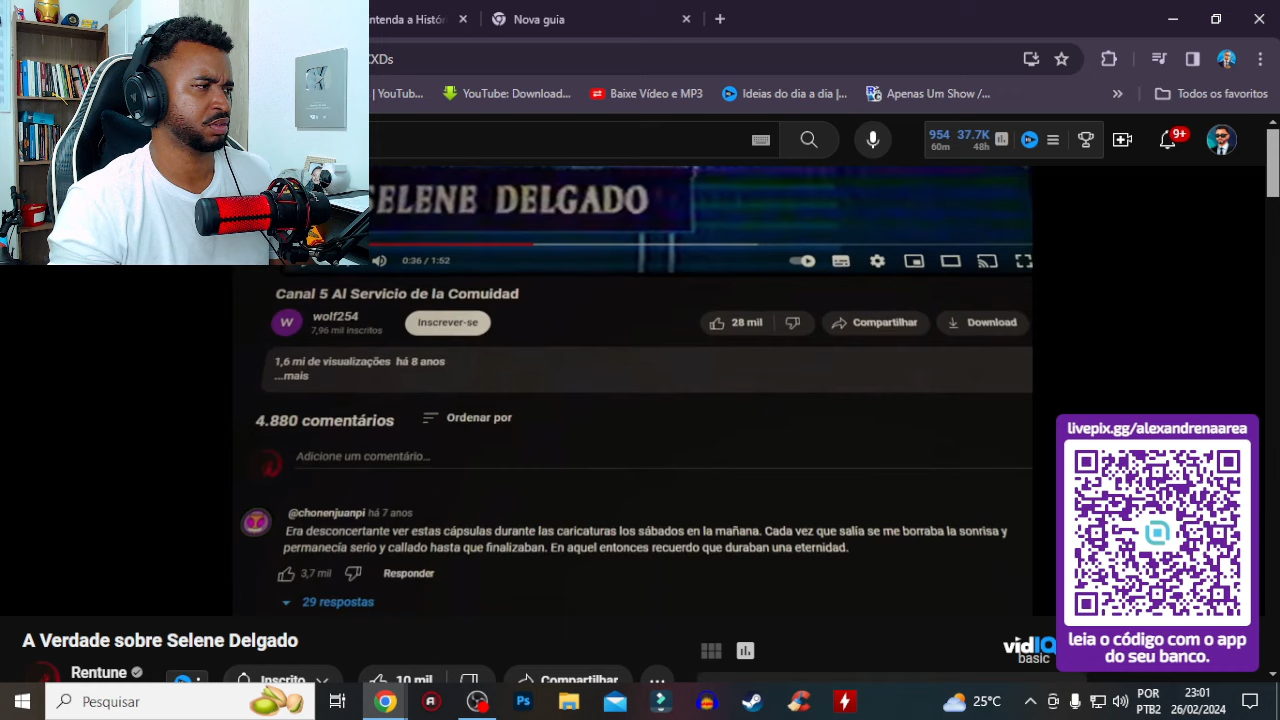 entenda a Histór
Nova guia
XDs
| YouTub...
YouTube: Download...
Baixe Vídeo e MP3
Ideias do dia a dia |...
Apenas Um Show /...
Todos os favoritos
954
60m
37.7K
48h
9+
SELENE DELGADO
0:36 / 1:52
Canal 5 Al Servicio de la Comuidad
W
wolf254
7,96 mil inscritos
Inscrever-se
28 mil
Compartilhar
Download
1,6 mi de visualizações há 8 anos
...mais
4.880 comentários
Ordenar por
Adicione um comentário...
@chonenjuanpi há 7 anos
Era desconcertante ver estas cápsulas durante las caricaturas los sábados en la mañana. Cada vez que salía se me borraba la sonrisa y
permanecía serio y callado hasta que finalizaban. En aquel entonces recuerdo que duraban una eternidad.
3,7 mil
Responder
29 respostas
livepix.gg/alexandrenaarea
leia o código com o app
do seu banco.
A Verdade sobre Selene Delgado
vidIQ
basic
Rentune
Inscrito
10 mil
Compartilhar
Pesquisar
Ps
25°C
POR
PTB2
23:01
26/02/2024